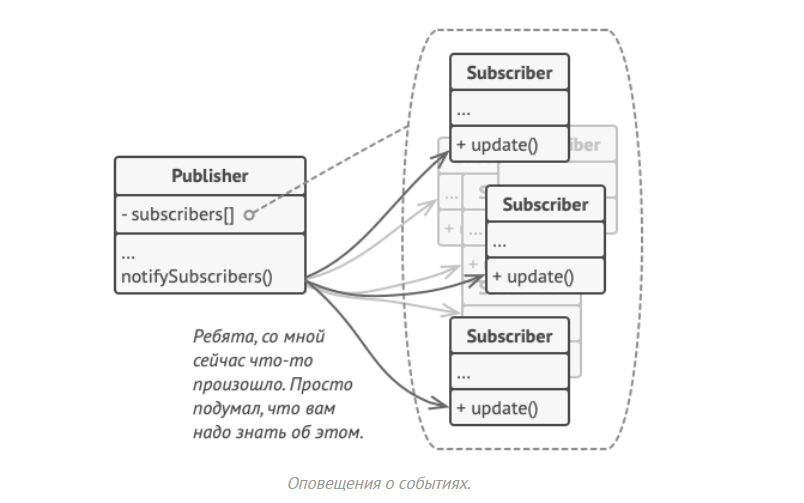 Subscriber
...
+ update()
Publisher
- subscribers[]
...
notifySubscribers()
Subscriber
...
+ update()
Subscriber
...
+ update()
Ребята, со мной
сейчас что-то
произошло. Просто
подумал, что вам
надо знать об этом.
Оповещения о событиях.